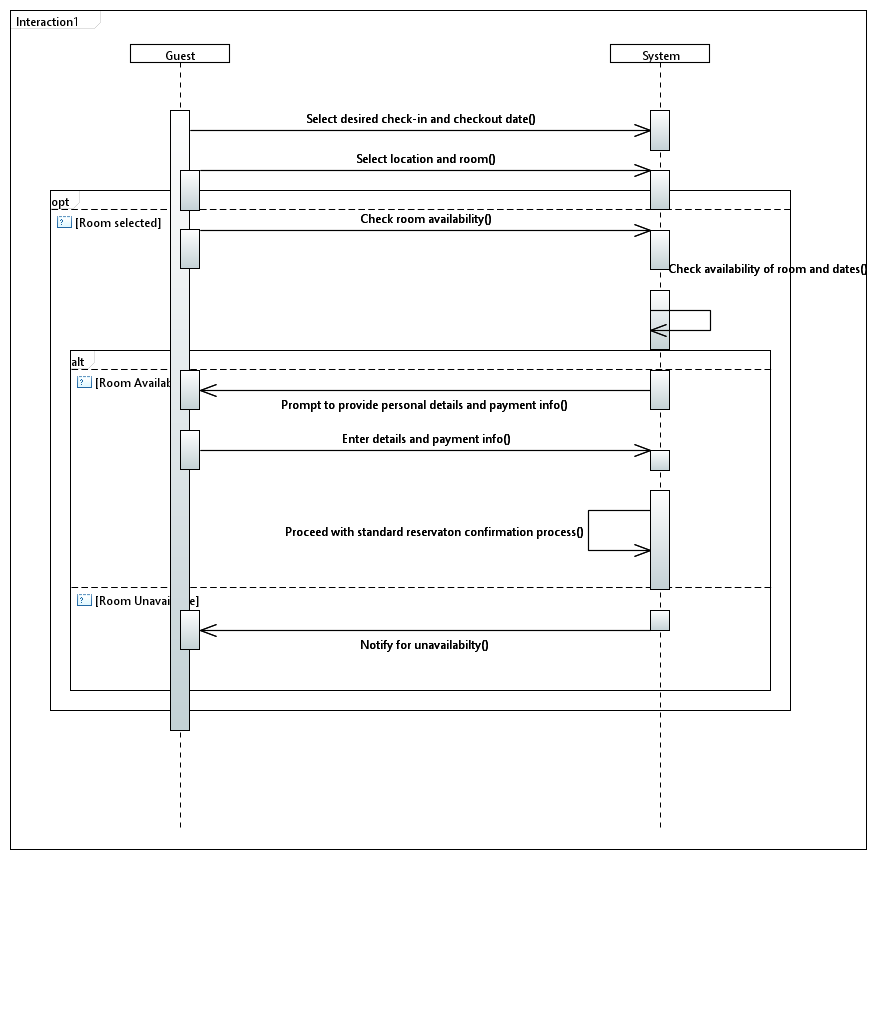 Interaction1
Guest
System
Select desired check-in and checkout date()
Select location and room()
opt
[Room selected]
Check room availability()
Check availability of room and dates()
alt
[Room Availab
Prompt to provide personal details and payment info()
Enter details and payment info()
Proceed with standard reservaton confirmation process()
[Room Unavai e]
Notify for unavailabilty()